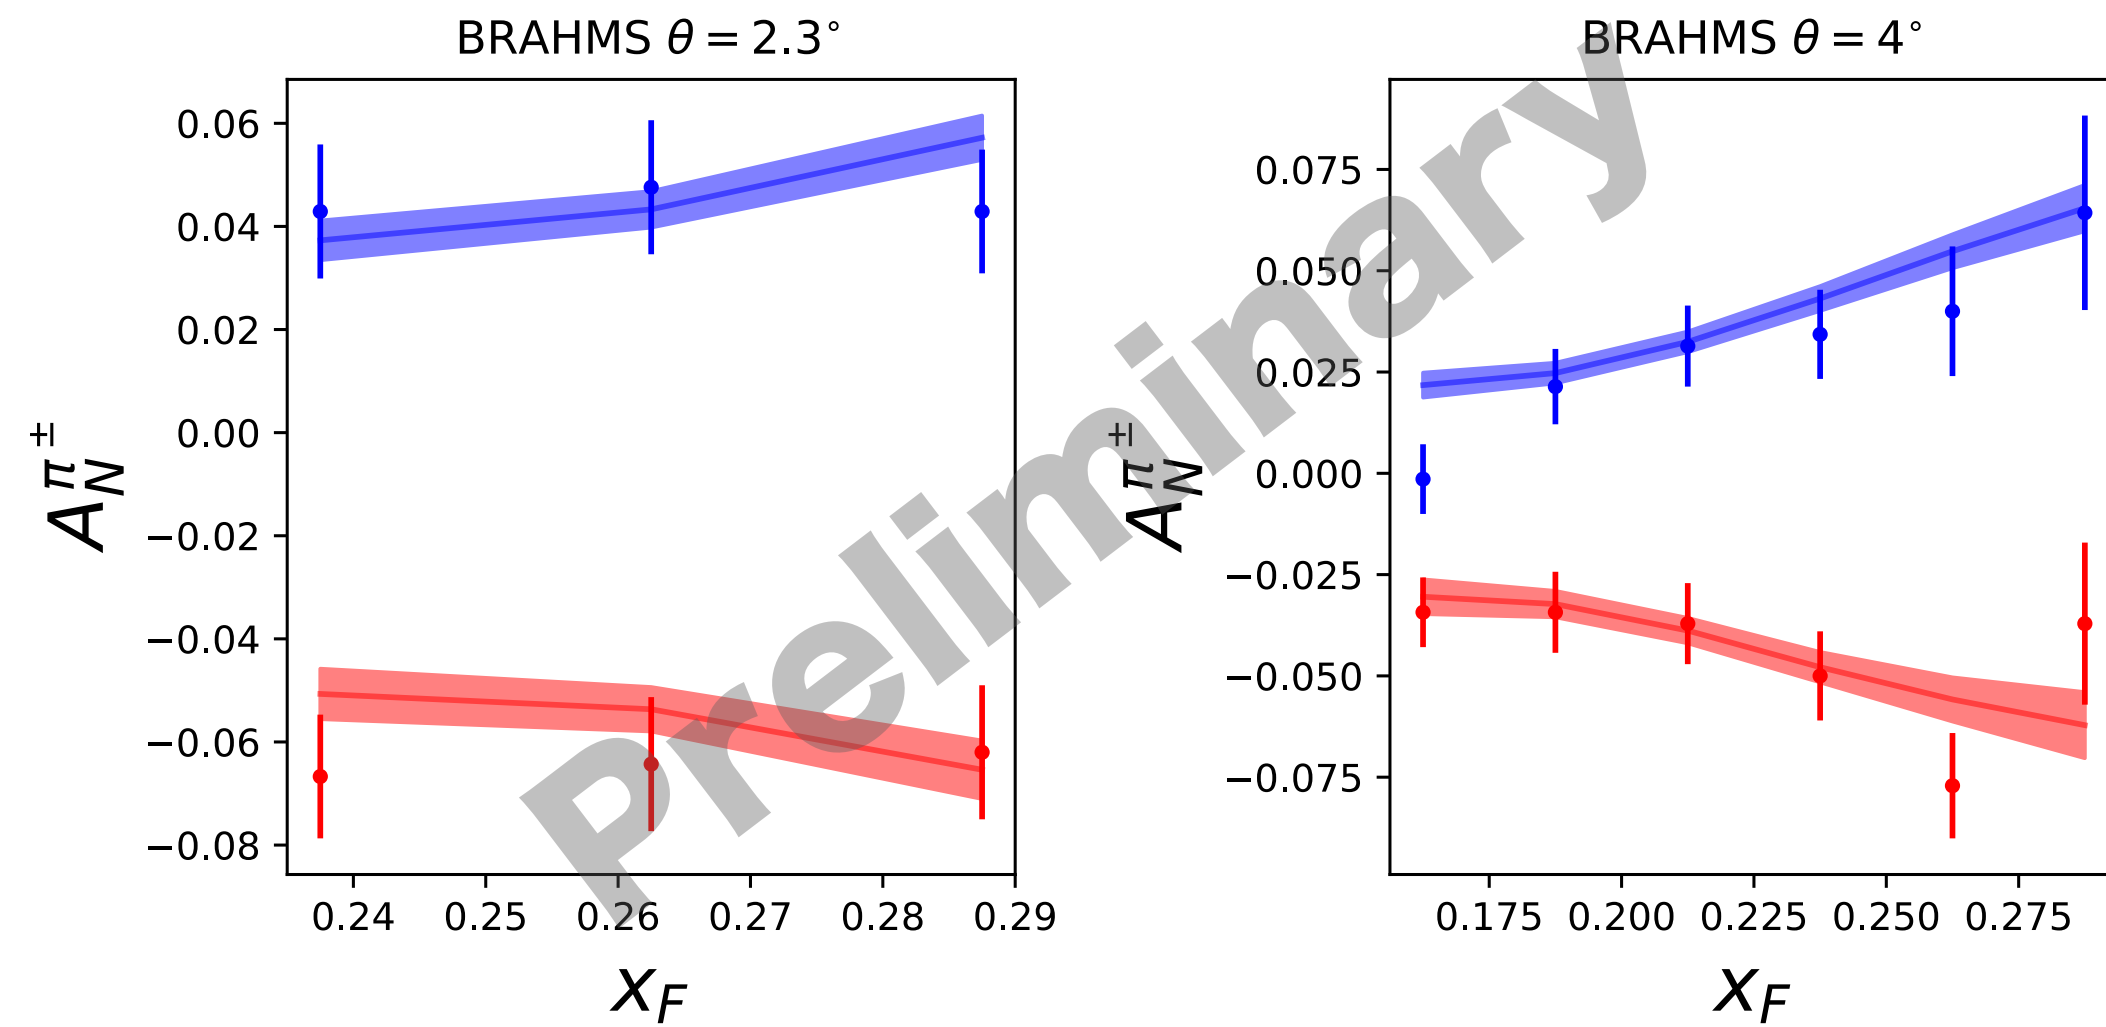 BRAHMS θ = 2.3°
0.06
0.04
0.02
0.00
−0.02
−0.04
−0.06
−0.08
A_N^{π^±}
0.24 0.25 0.26 0.27 0.28 0.29
x_F
BRAHMS θ = 4°
0.075
0.050
0.025
0.000
−0.025
−0.050
−0.075
A_N^{π^±}
0.175 0.200 0.225 0.250 0.275
x_F
Preliminary